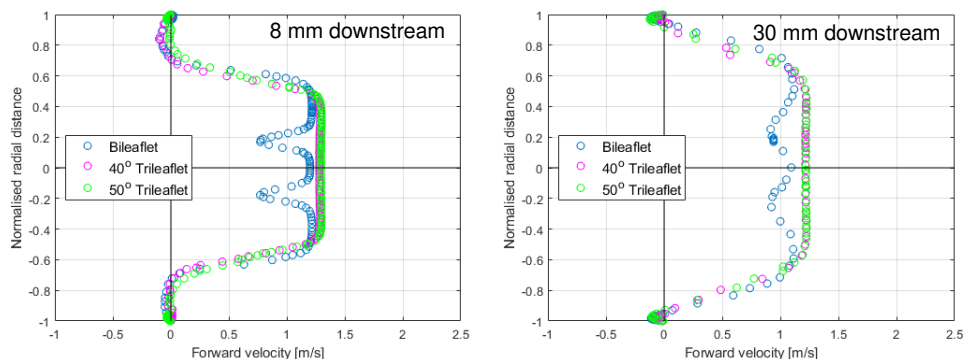 8 mm downstream
Normalised radial distance
1
0.8
0.6
0.4
0.2
0
-0.2
-0.4
-0.6
-0.8
-1
Bileaflet
40° Trileaflet
50° Trileaflet
-1 -0.5 0 0.5 1 1.5 2 2.5
Forward velocity [m/s]
30 mm downstream
Normalised radial distance
1
0.8
0.6
0.4
0.2
0
-0.2
-0.4
-0.6
-0.8
-1
Bileaflet
40° Trileaflet
50° Trileaflet
-1 -0.5 0 0.5 1 1.5 2 2.5
Forward velocity [m/s]